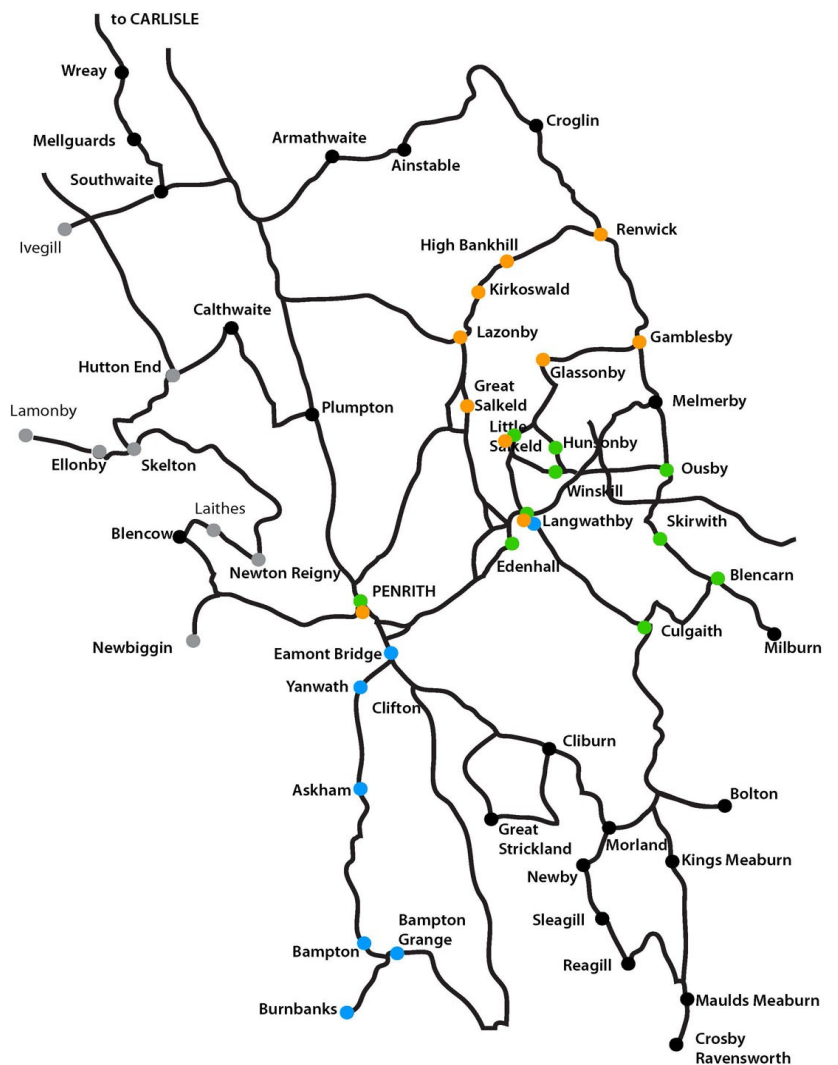 to CARLISLE
Wreay
Mellguards
Southwaite
Ivegill
Armathwaite
Ainstable
Croglin
Renwick
High Bankhill
Kirkoswald
Calthwaite
Lazonby
Gamblesby
Hutton End
Glassonby
Great
Salkeld
Melmerby
Lamonby
Plumpton
Little
Salkeld
Hunsonby
Ellonby
Skelton
Ousby
Winskill
Laithes
Langwathby
Skirwith
Blencow
Edenhall
Newton Reigny
PENRITH
Blencarn
Newbiggin
Culgaith
Milburn
Eamont Bridge
Yanwath
Clifton
Cliburn
Askham
Bolton
Great
Strickland
Morland
Kings Meaburn
Newby
Sleagill
Bampton
Grange
Bampton
Reagill
Burnbanks
Maulds Meaburn
Crosby
Ravensworth